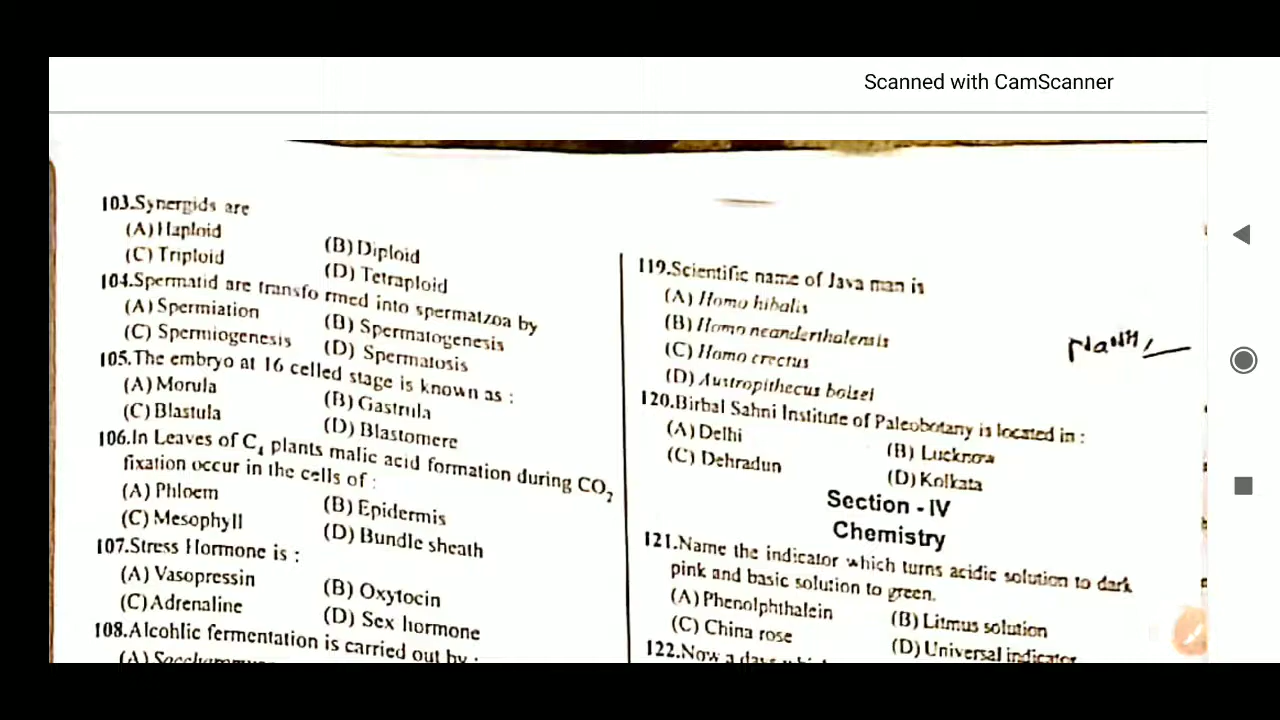 Scanned with CamScanner
103.Synergids are
(A) Haploid
(B) Diploid
(C) Triploid
(D) Tetraploid
104.Spermatid are transfo rmed into spermatzoa by
(A) Spermiation
(B) Spermatogenesis
(C) Spermiogenesis
(D) Spermatosis
105.The embryo at 16 celled stage is known as :
(A) Morula
(B) Gastrula
(C) Blastula
(D) Blastomere
106.In Leaves of C4 plants malic acid formation during CO2
fixation occur in the cells of :
(A) Phloem
(B) Epidermis
(C) Mesophyll
(D) Bundle sheath
107.Stress Hormone is :
(A) Vasopressin
(B) Oxytocin
(C) Adrenaline
(D) Sex hormone
108.Alcohlic fermentation is carried out by :
(A)
119.Scientific name of Java man is
(A) Homo hibalis
(B) Homo neanderthalensis
(C) Homo erectus
(D) Austropithecus boisel
120.Birbal Sahni Institute of Paleobotany is located in :
(A) Delhi
(B) Lucknow
(C) Dehradun
(D) Kolkata
Section - IV
Chemistry
121.Name the indicator which turns acidic solution to dark
pink and basic solution to green.
(A) Phenolphthalein
(B) Litmus solution
(C) China rose
(D) Universal indicator
122.Now a days